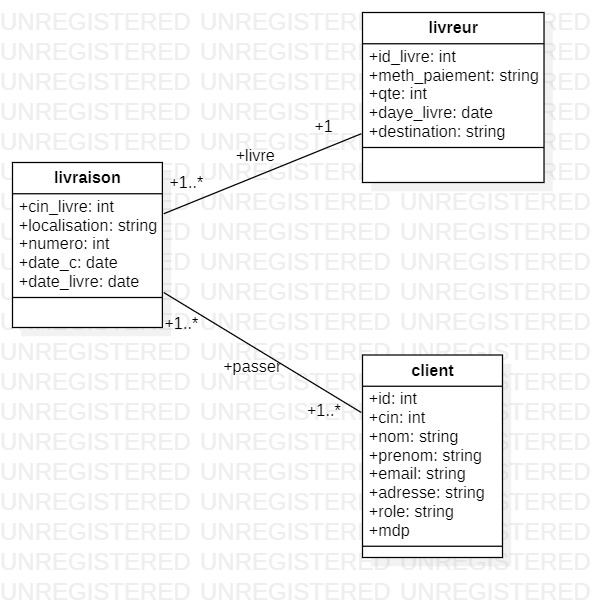 livreur
+id_livre: int
+meth_paiement: string
+qte: int
+daye_livre: date
+destination: string
+1
+livre
+1..*
livraison
+cin_livre: int
+localisation: string
+numero: int
+date_c: date
+date_livre: date
+1..*
+passer
+1..*
client
+id: int
+cin: int
+nom: string
+prenom: string
+email: string
+adresse: string
+role: string
+mdp
UNREGISTERED